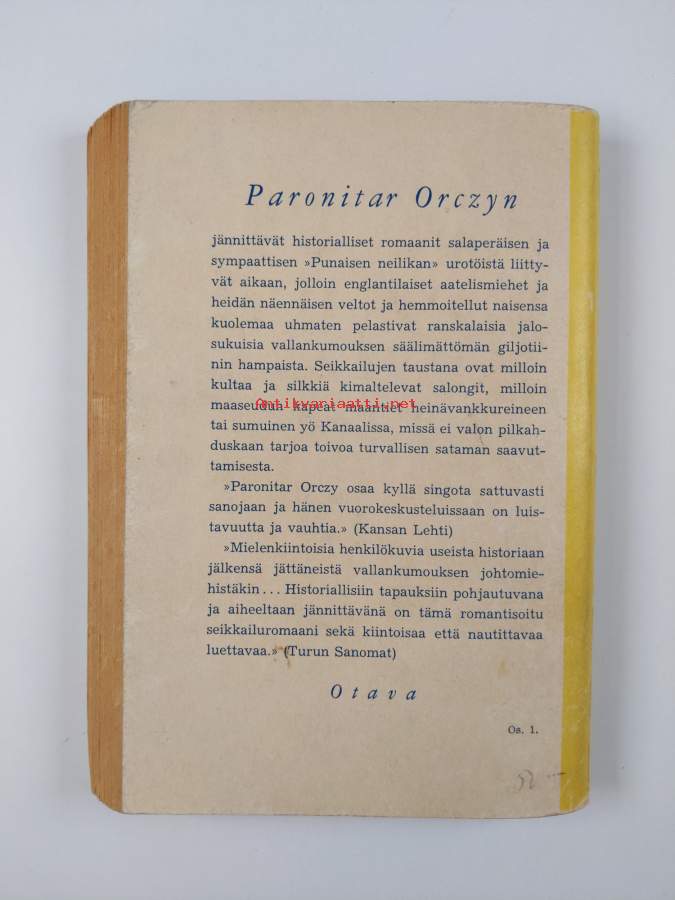 Paronitar Orczyn
jännittävät historialliset romaanit salaperäisen ja
sympaattisen »Punaisen neilikan» urotöistä liitty-
vät aikaan, jolloin englantilaiset aatelismiehet ja
heidän näennäisen veltot ja hemmoitellut naisensa
kuolemaa uhmaten pelastivat ranskalaisia jalo-
sukuisia vallankumouksen säälimättömän giljotii-
nin hampaista. Seikkailujen taustana ovat milloin
kultaa ja silkkiä kimaltelevat salongit, milloin
Antikvariaatti.net
maaseudun kapeat maantiet heinävankkureineen
tai sumuinen yö Kanaalissa, missä ei valon pilkah-
duskaan tarjoa toivoa turvallisen sataman saavut-
tamisesta.
»Paronitar Orczy osaa kyllä singota sattuvasti
sanojaan ja hänen vuorokeskusteluissaan on luis-
tavuutta ja vauhtia.» (Kansan Lehti)
»Mielenkiintoisia henkilökuvia useista historiaan
jälkensä jättäneistä vallankumouksen johtomie-
histäkin... Historiallisiin tapauksiin pohjautuvana
ja aiheeltaan jännittävänä on tämä romantisoitu
seikkailuromaani sekä kiintoisaa että nautittavaa
luettavaa.» (Turun Sanomat)
Otava
Os. 1.